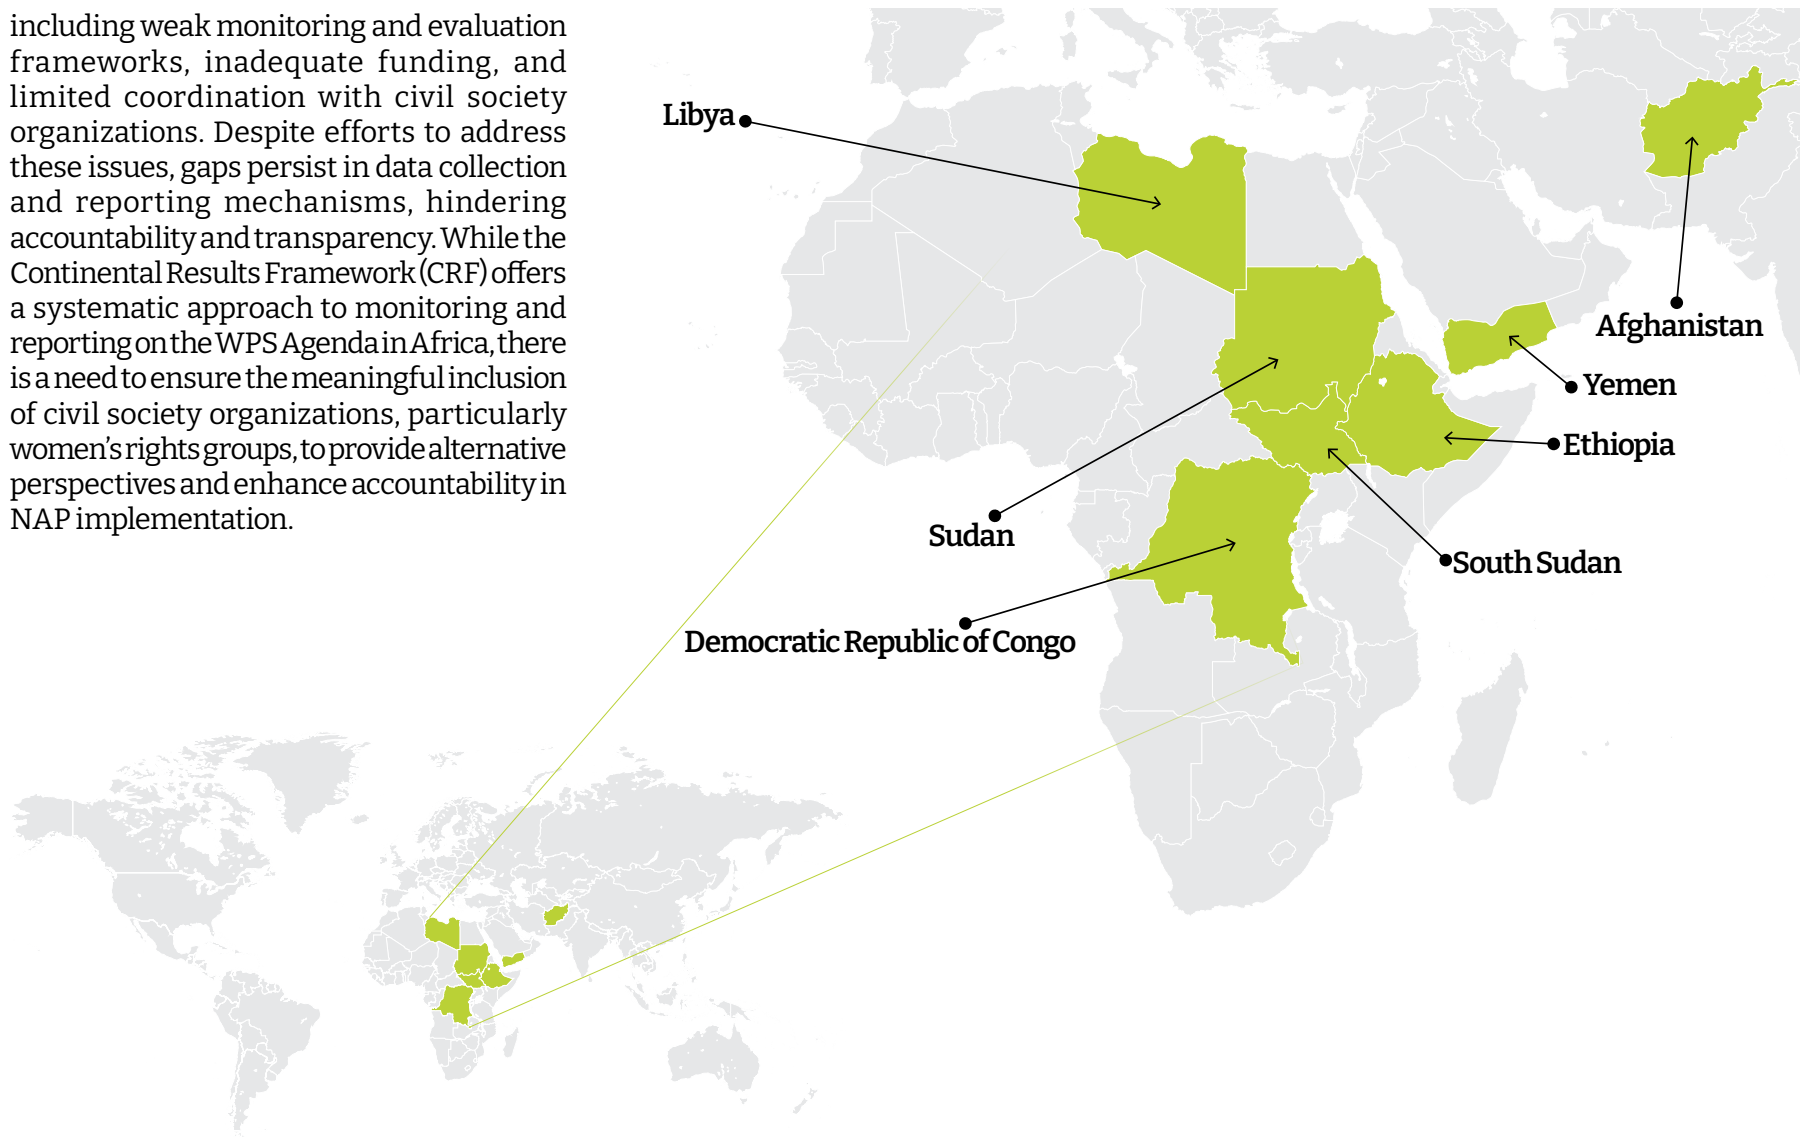 including weak monitoring and evaluation
frameworks, inadequate funding, and
limited coordination with civil society
organizations. Despite efforts to address
these issues, gaps persist in data collection
and reporting mechanisms, hindering
accountability and transparency. While the
Continental Results Framework (CRF) offers
a systematic approach to monitoring and
reporting on the WPS Agenda in Africa, there
is a need to ensure the meaningful inclusion
of civil society organizations, particularly
women’s rights groups, to provide alternative
perspectives and enhance accountability in
NAP implementation.
Libya
Afghanistan
Yemen
Ethiopia
Sudan
South Sudan
Democratic Republic of Congo